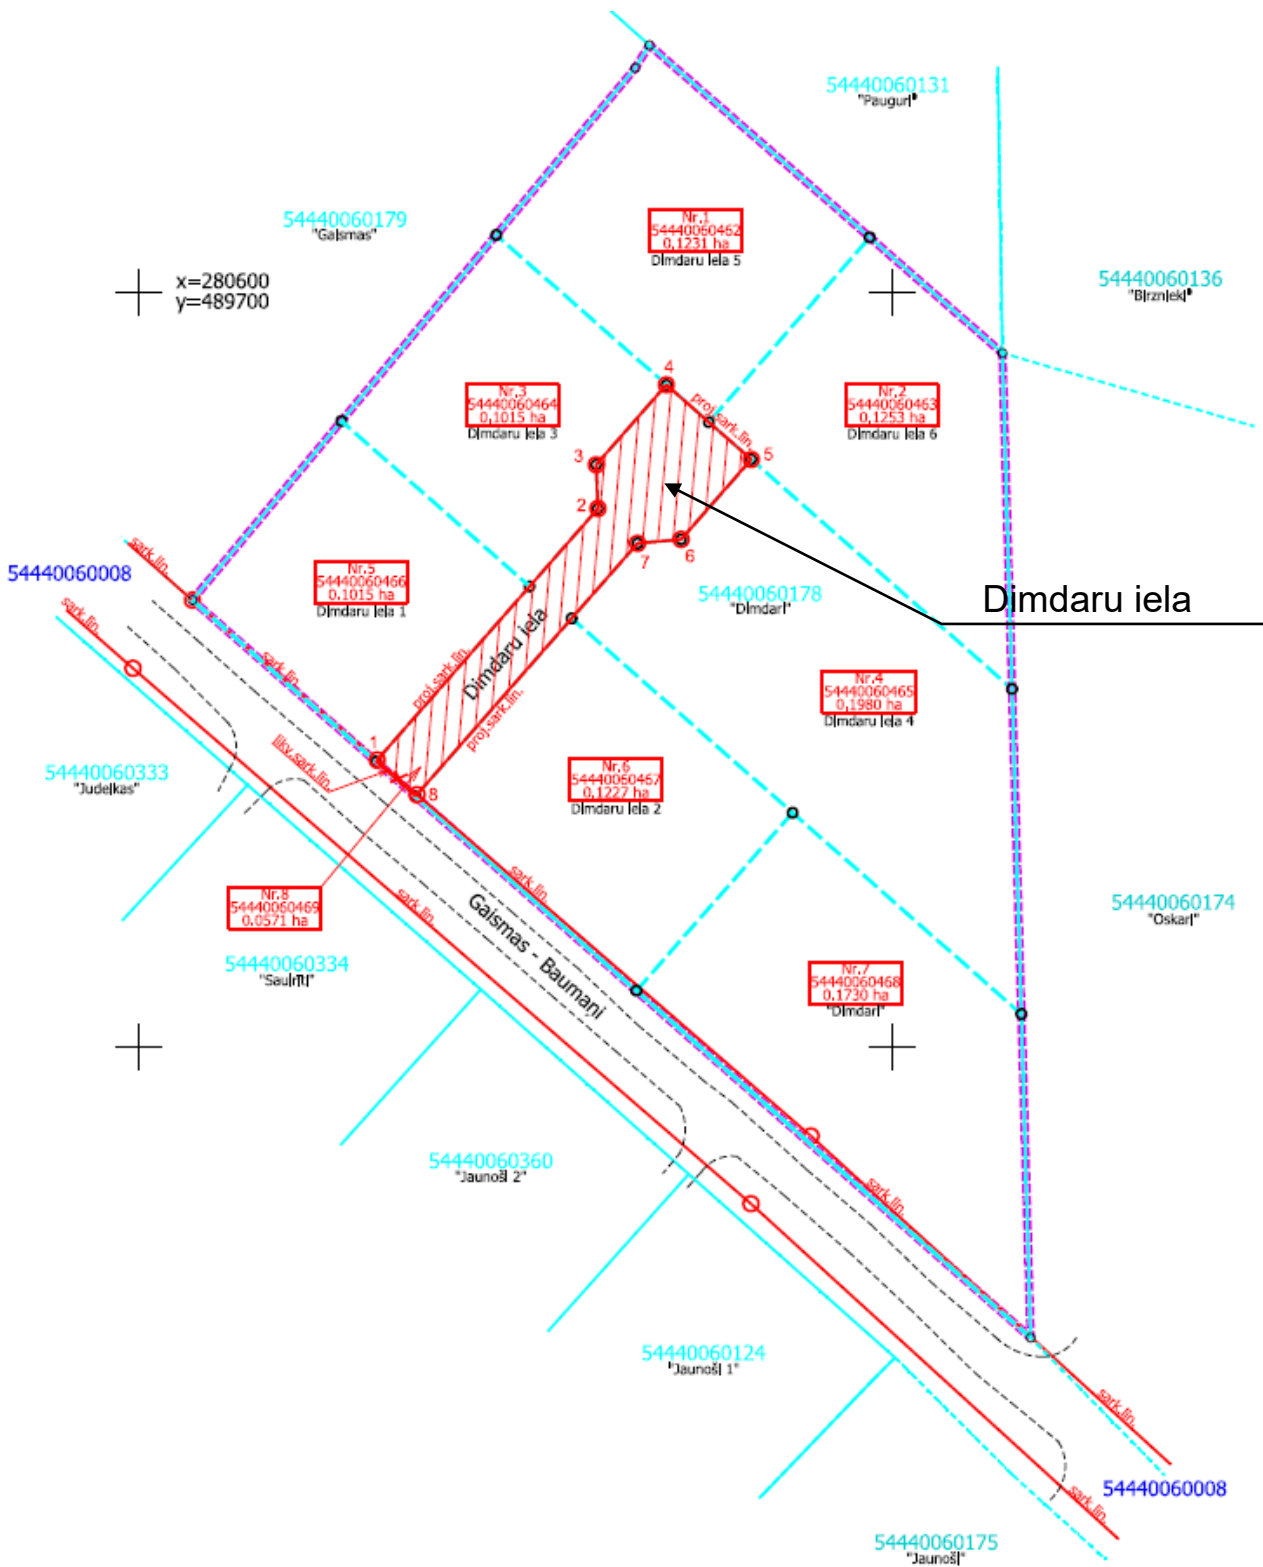 54440060131
"Pauguri"
54440060179
"Gaismas"
Nr.1
54440060462
0,1231 ha
Dimdaru iela 5
x=280600
y=489700
54440060136
"Birznieki"
4
proj.sark.lin.
Nr.3
54440060464
0,1015 ha
Dimdaru iela 3
Nr.2
54440060463
0,1253 ha
Dimdaru iela 6
3
5
2
7
6
sark.lin.
54440060008
sark.lin.
Nr.5
54440060466
0,1015 ha
Dimdaru iela 1
54440060178
"Dimdari"
Dimdaru iela
Dimdaru iela
sark.lin.
proj.sark.lin.
proj.sark.lin.
Nr.4
54440060465
0,1980 ha
Dimdaru iela 4
1
likv.sark.lin.
8
54440060333
"Judeikas"
Nr.6
54440060467
0,1227 ha
Dimdaru iela 2
sark.lin.
Nr.8
54440060469
0.0571 ha
sark.lin.
Gaismas - Baumaņi
54440060174
"Oskari"
54440060334
"Saulrīti"
Nr.7
54440060468
0,1730 ha
"Dimdari"
54440060360
"Jaunoši 2"
sark.lin.
54440060124
"Jaunoši 1"
sark.lin.
54440060008
sark.lin.
54440060175
"Jaunoši"